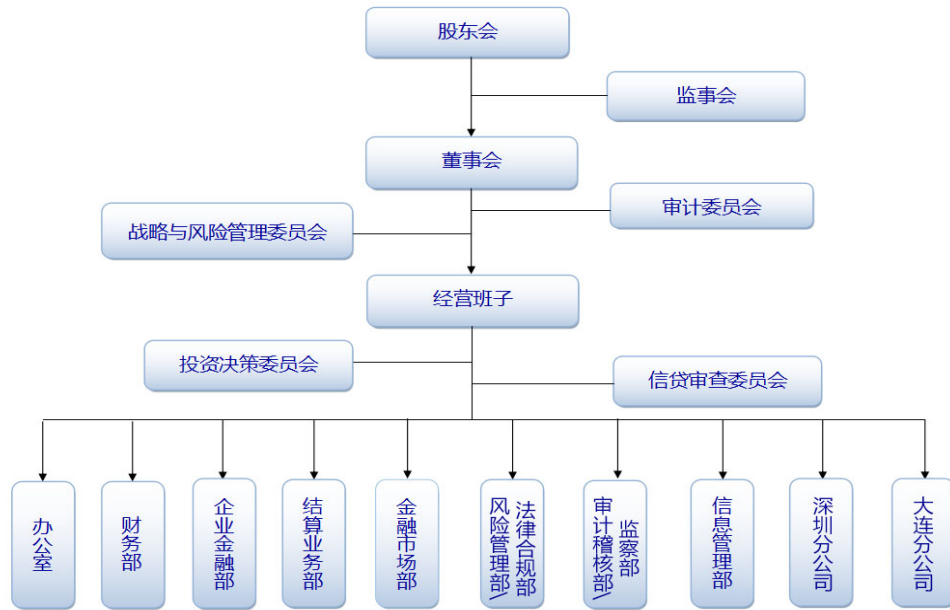 股东会
监事会
董事会
审计委员会
战略与风险管理委员会
经营班子
投资决策委员会
信贷审查委员会
办公室
财务部
企业金融部
结算业务部
金融市场部
风险管理部\
法律合规部
审计稽核部\
监察部
信息管理部
深圳分公司
大连分公司